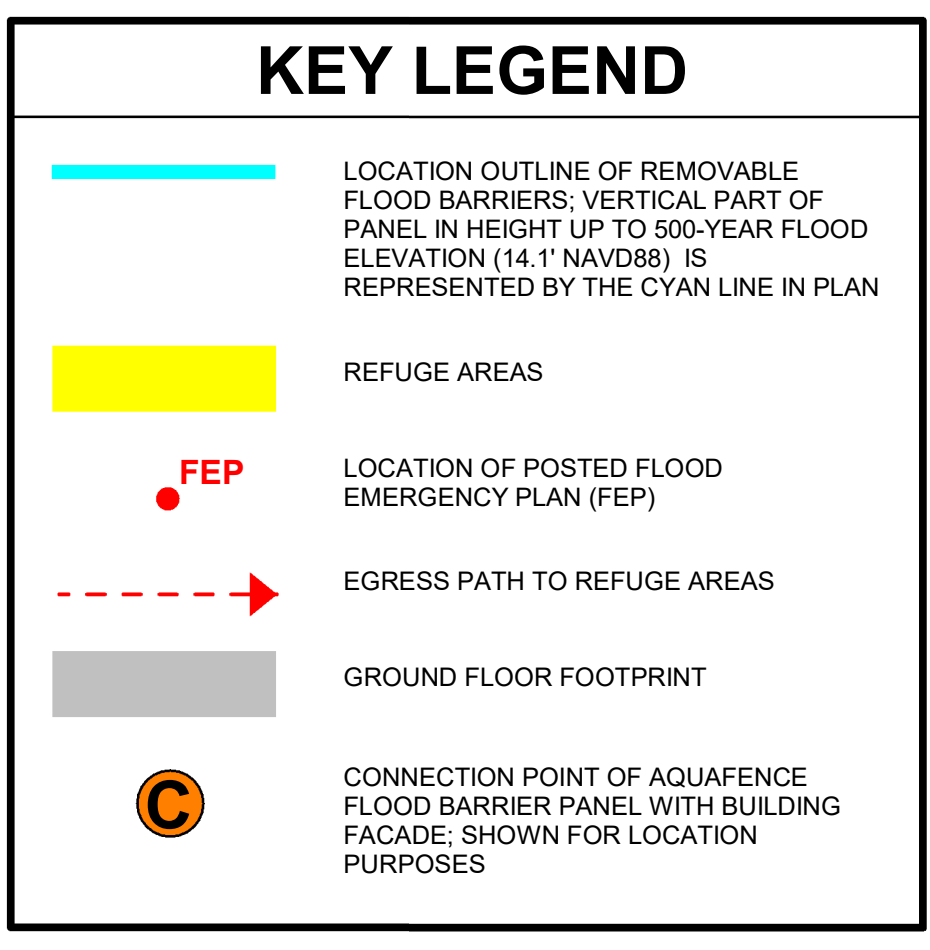 KEY LEGEND
LOCATION OUTLINE OF REMOVABLE
FLOOD BARRIERS; VERTICAL PART OF
PANEL IN HEIGHT UP TO 500-YEAR FLOOD
ELEVATION (14.1' NAVD88) IS
REPRESENTED BY THE CYAN LINE IN PLAN
REFUGE AREAS
FEP
LOCATION OF POSTED FLOOD
EMERGENCY PLAN (FEP)
EGRESS PATH TO REFUGE AREAS
GROUND FLOOR FOOTPRINT
C
CONNECTION POINT OF AQUAFENCE
FLOOD BARRIER PANEL WITH BUILDING
FACADE; SHOWN FOR LOCATION
PURPOSES